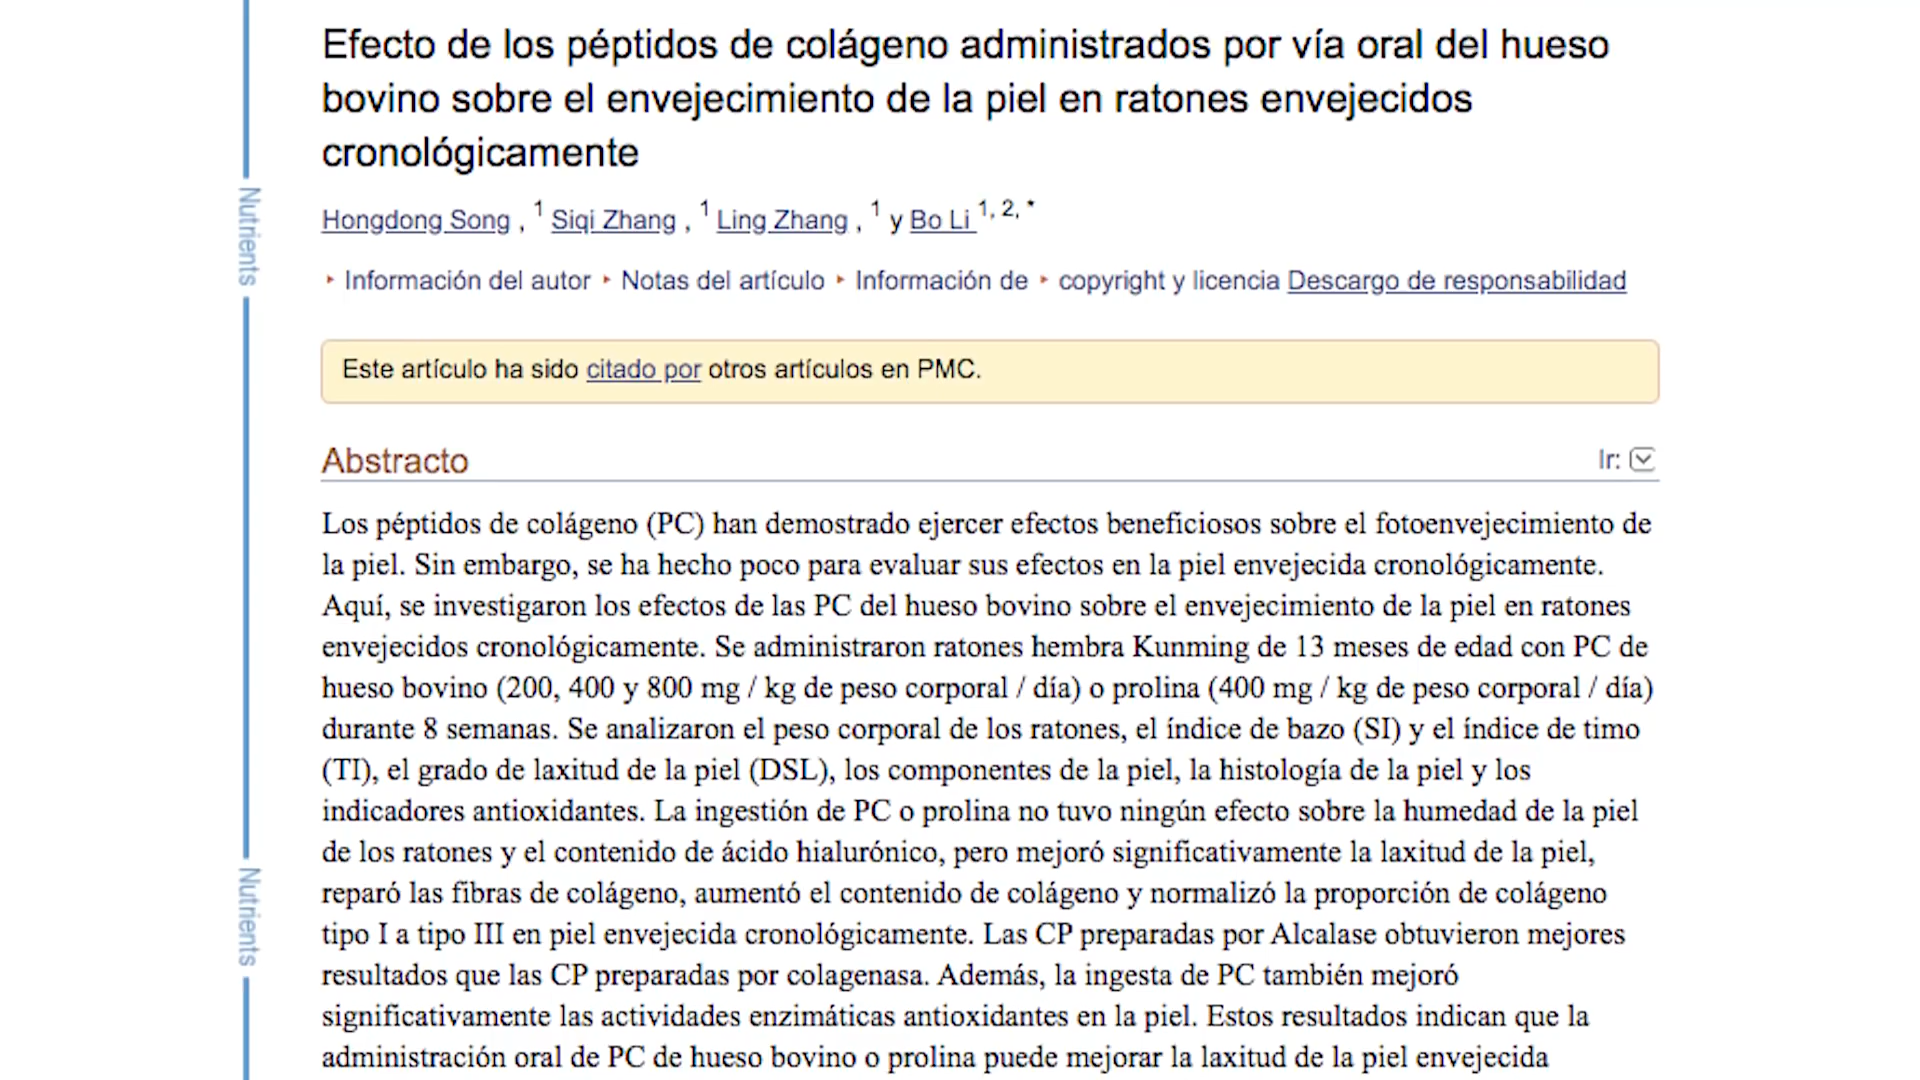 Efecto de los péptidos de colágeno administrados por vía oral del hueso
bovino sobre el envejecimiento de la piel en ratones envejecidos
cronológicamente
Hongdong Song , 1 Siqi Zhang , 1 Ling Zhang , 1 y Bo Li 1, 2, *
‣ Información del autor ‣ Notas del artículo ‣ Información de ‣ copyright y licencia Descargo de responsabilidad
Este artículo ha sido citado por otros artículos en PMC.
Abstracto
Ir:
Los péptidos de colágeno (PC) han demostrado ejercer efectos beneficiosos sobre el fotoenvejecimiento de
la piel. Sin embargo, se ha hecho poco para evaluar sus efectos en la piel envejecida cronológicamente.
Aquí, se investigaron los efectos de las PC del hueso bovino sobre el envejecimiento de la piel en ratones
envejecidos cronológicamente. Se administraron ratones hembra Kunming de 13 meses de edad con PC de
hueso bovino (200, 400 y 800 mg / kg de peso corporal / día) o prolina (400 mg / kg de peso corporal / día)
durante 8 semanas. Se analizaron el peso corporal de los ratones, el índice de bazo (SI) y el índice de timo
(TI), el grado de laxitud de la piel (DSL), los componentes de la piel, la histología de la piel y los
indicadores antioxidantes. La ingestión de PC o prolina no tuvo ningún efecto sobre la humedad de la piel
de los ratones y el contenido de ácido hialurónico, pero mejoró significativamente la laxitud de la piel,
reparó las fibras de colágeno, aumentó el contenido de colágeno y normalizó la proporción de colágeno
tipo I a tipo III en piel envejecida cronológicamente. Las CP preparadas por Alcalase obtuvieron mejores
resultados que las CP preparadas por colagenasa. Además, la ingesta de PC también mejoró
significativamente las actividades enzimáticas antioxidantes en la piel. Estos resultados indican que la
administración oral de PC de hueso bovino o prolina puede mejorar la laxitud de la piel envejecida
Nutrients
Nutrients